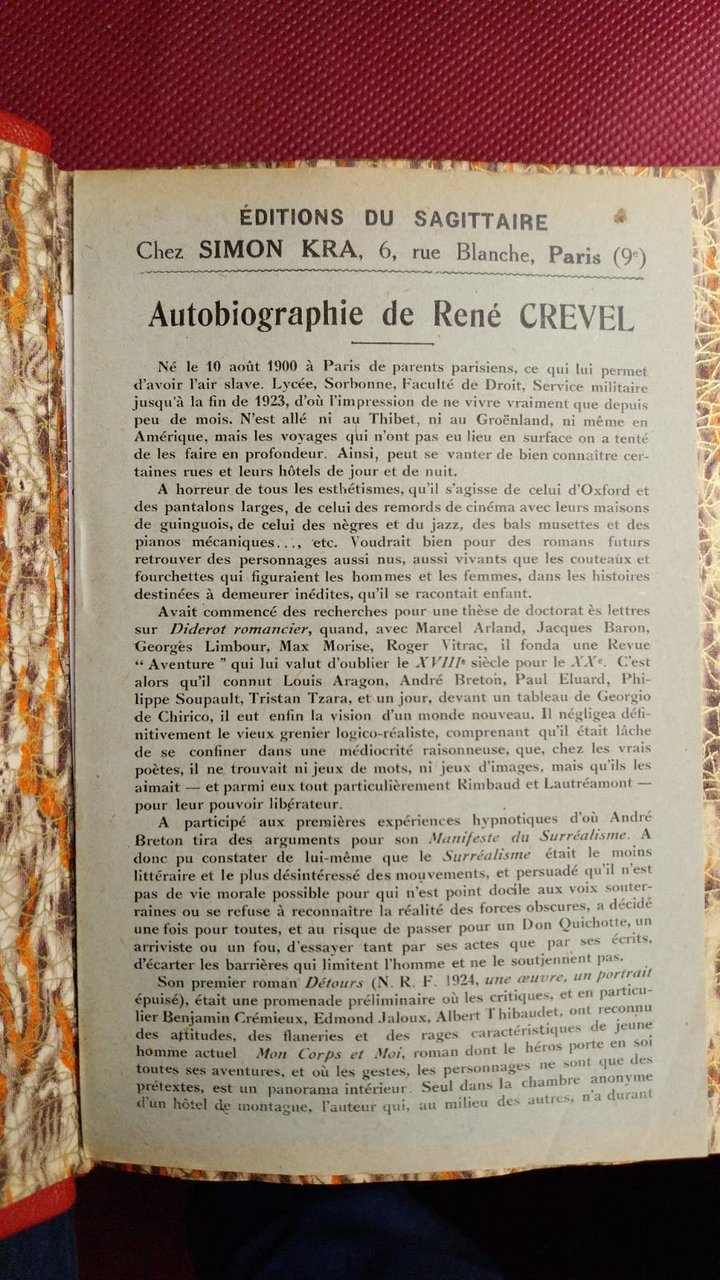 ÉDITIONS DU SAGITTAIRE
Chez SIMON KRA, 6, rue Blanche, Paris (9e)
Autobiographie de René CREVEL
Né le 10 août 1900 à Paris de parents parisiens, ce qui lui permet
d'avoir l'air slave. Lycée, Sorbonne, Faculté de Droit, Service militaire
jusqu'à la fin de 1923, d'où l'impression de ne vivre vraiment que depuis
peu de mois. N'est allé ni au Thibet, ni au Groënland, ni même en
Amérique, mais les voyages qui n'ont pas eu lieu en surface on a tenté
de les faire en profondeur. Ainsi, peut se vanter de bien connaître cer-
taines rues et leurs hôtels de jour et de nuit.
A horreur de tous les esthétismes, qu'il s'agisse de celui d'Oxford et
des pantalons larges, de celui des remords de cinéma avec leurs maisons
de guinguois, de celui des nègres et du jazz, des bals musettes et des
pianos mécaniques..., etc. Voudrait bien pour des romans futurs
retrouver des personnages aussi nus, aussi vivants que les couteaux et
fourchettes qui figuraient les hommes et les femmes, dans les histoires
destinées à demeurer inédites, qu'il se racontait enfant.
Avait commencé des recherches pour une thèse de doctorat ès lettres
sur Diderot romancier, quand, avec Marcel Arland, Jacques Baron,
Georgès Limbour, Max Morise, Roger Vitrac, il fonda une Revue
“ Aventure ” qui lui valut d'oublier le XVIIIe siècle pour le XXe. C'est
alors qu'il connut Louis Aragon, André Breton, Paul Eluard, Phi-
lippe Soupault, Tristan Tzara, et un jour, devant un tableau de Georgio
de Chirico, il eut enfin la vision d'un monde nouveau. Il négligea défi-
nitivement le vieux grenier logico-réaliste, comprenant qu'il était lâche
de se confiner dans une médiocrité raisonneuse, que, chez les vrais
poètes, il ne trouvait ni jeux de mots, ni jeux d'images, mais qu'ils les
aimait — et parmi eux tout particulièrement Rimbaud et Lautréamont —
pour leur pouvoir libérateur.
A participé aux premières expériences hypnotiques d'où André
Breton tira des arguments pour son Manifeste du Surréalisme. A
donc pu constater de lui-même que le Surréalisme était le moins
littéraire et le plus désintéressé des mouvements, et persuadé qu'il n'est
pas de vie morale possible pour qui n'est point docile aux voix souter-
raines ou se refuse à reconnaître la réalité des forces obscures, a décidé
une fois pour toutes, et au risque de passer pour un Don Quichotte, un
arriviste ou un fou, d'essayer tant par ses actes que par ses écrits,
d'écarter les barrières qui limitent l'homme et ne le soutiennent pas.
Son premier roman Détours (N. R. F. 1924, une œuvre, un portrait
épuisé), était une promenade préliminaire où les critiques, et en particu-
lier Benjamin Crémieux, Edmond Jaloux, Albert Thibaudet, ont reconnu
des attitudes, des flaneries et des rages caractéristiques de jeune
homme actuel Mon Corps et Moi, roman dont le héros porte en soi
toutes ses aventures, et où les gestes, les personnages ne sont que des
prétextes, est un panorama intérieur. Seul dans la chambre anonyme
d'un hôtel de montagne, l'auteur qui, au milieu des autres, n'a durant